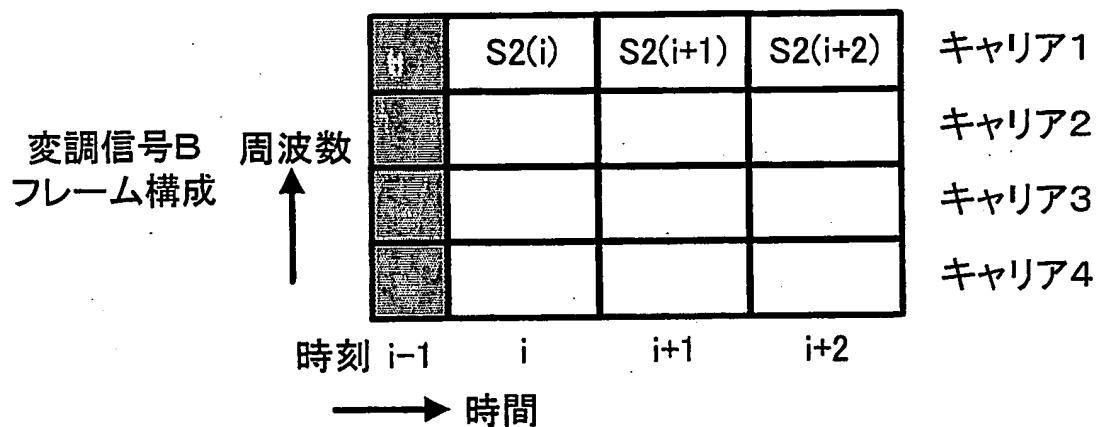 S2(i) S2(i+1) S2(i+2) キャリア1
キャリア2
変調信号B 周波数
フレーム構成
キャリア3
キャリア4
時刻 i-1 i i+1 i+2
時間